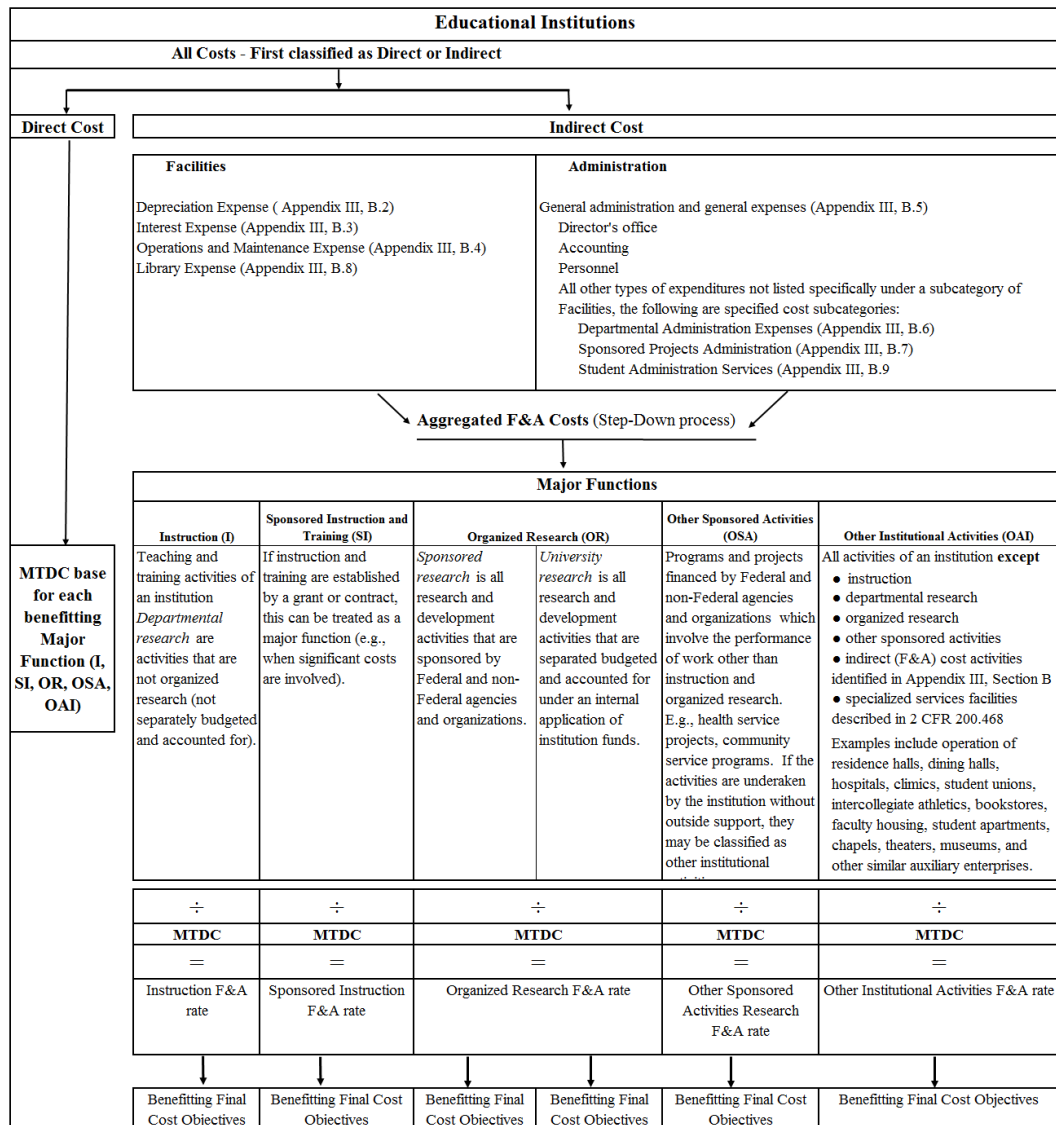 Educational Institutions
All Costs - First classified as Direct or Indirect
Direct Cost
Indirect Cost
Facilities
Depreciation Expense ( Appendix III, B.2)
Interest Expense (Appendix III, B.3)
Operations and Maintenance Expense (Appendix III, B.4)
Library Expense (Appendix III, B.8)
Administration
General administration and general expenses (Appendix III, B.5)
Director's office
Accounting
Personnel
All other types of expenditures not listed specifically under a subcategory of
Facilities, the following are specified cost subcategories:
Departmental Administration Expenses (Appendix III, B.6)
Sponsored Projects Administration (Appendix III, B.7)
Student Administration Services (Appendix III, B.9
Aggregated F&A Costs (Step-Down process)
MTDC base
for each
benefitting
Major
Function (I,
SI, OR, OSA,
OAI)
Major Functions
Instruction (I)
Teaching and
training activities of
an institution
Departmental
research are
activities that are
not organized
research (not
separately budgeted
and accounted for).
Sponsored Instruction and
Training (SI)
If instruction and
training are established
by a grant or contract,
this can be treated as a
major function (e.g.,
when significant costs
are involved).
Organized Research (OR)
Sponsored
research is all
research and
development
activities that are
sponsored by
Federal and non-
Federal agencies
and organizations.
University
research is all
research and
development
activities that are
separated budgeted
and accounted for
under an internal
application of
institution funds.
Other Sponsored Activities
(OSA)
Programs and projects
financed by Federal and
non-Federal agencies
and organizations which
involve the performance
of work other than
instruction and
organized research.
E.g., health service
projects, community
service programs. If the
activities are underaken
by the institution without
outside support, they
may be classified as
other institutional
Other Institutional Activities (OAI)
All activities of an institution except
● instruction
● departmental research
● organized research
● other sponsored activities
● indirect (F&A) cost activities
identified in Appendix III, Section B
● specialized services facilities
described in 2 CFR 200.468
Examples include operation of
residence halls, dining halls,
hospitals, climics, student unions,
intercollegiate athletics, bookstores,
faculty housing, student apartments,
chapels, theaters, museums, and
other similar auxiliary enterprises.
÷ ÷ ÷ ÷ ÷
MTDC MTDC MTDC MTDC MTDC
= = = = =
Instruction F&A
rate
Sponsored Instruction
F&A rate
Organized Research F&A rate
Other Sponsored
Activities Research
F&A rate
Other Institutional Activities F&A rate
Benefitting Final
Cost Objectives
Benefitting Final Cost
Objectives
Benefitting Final
Cost Objectives
Benefitting Final
Cost Objectives
Benefitting Final Cost
Objectives
Benefitting Final Cost Objectives